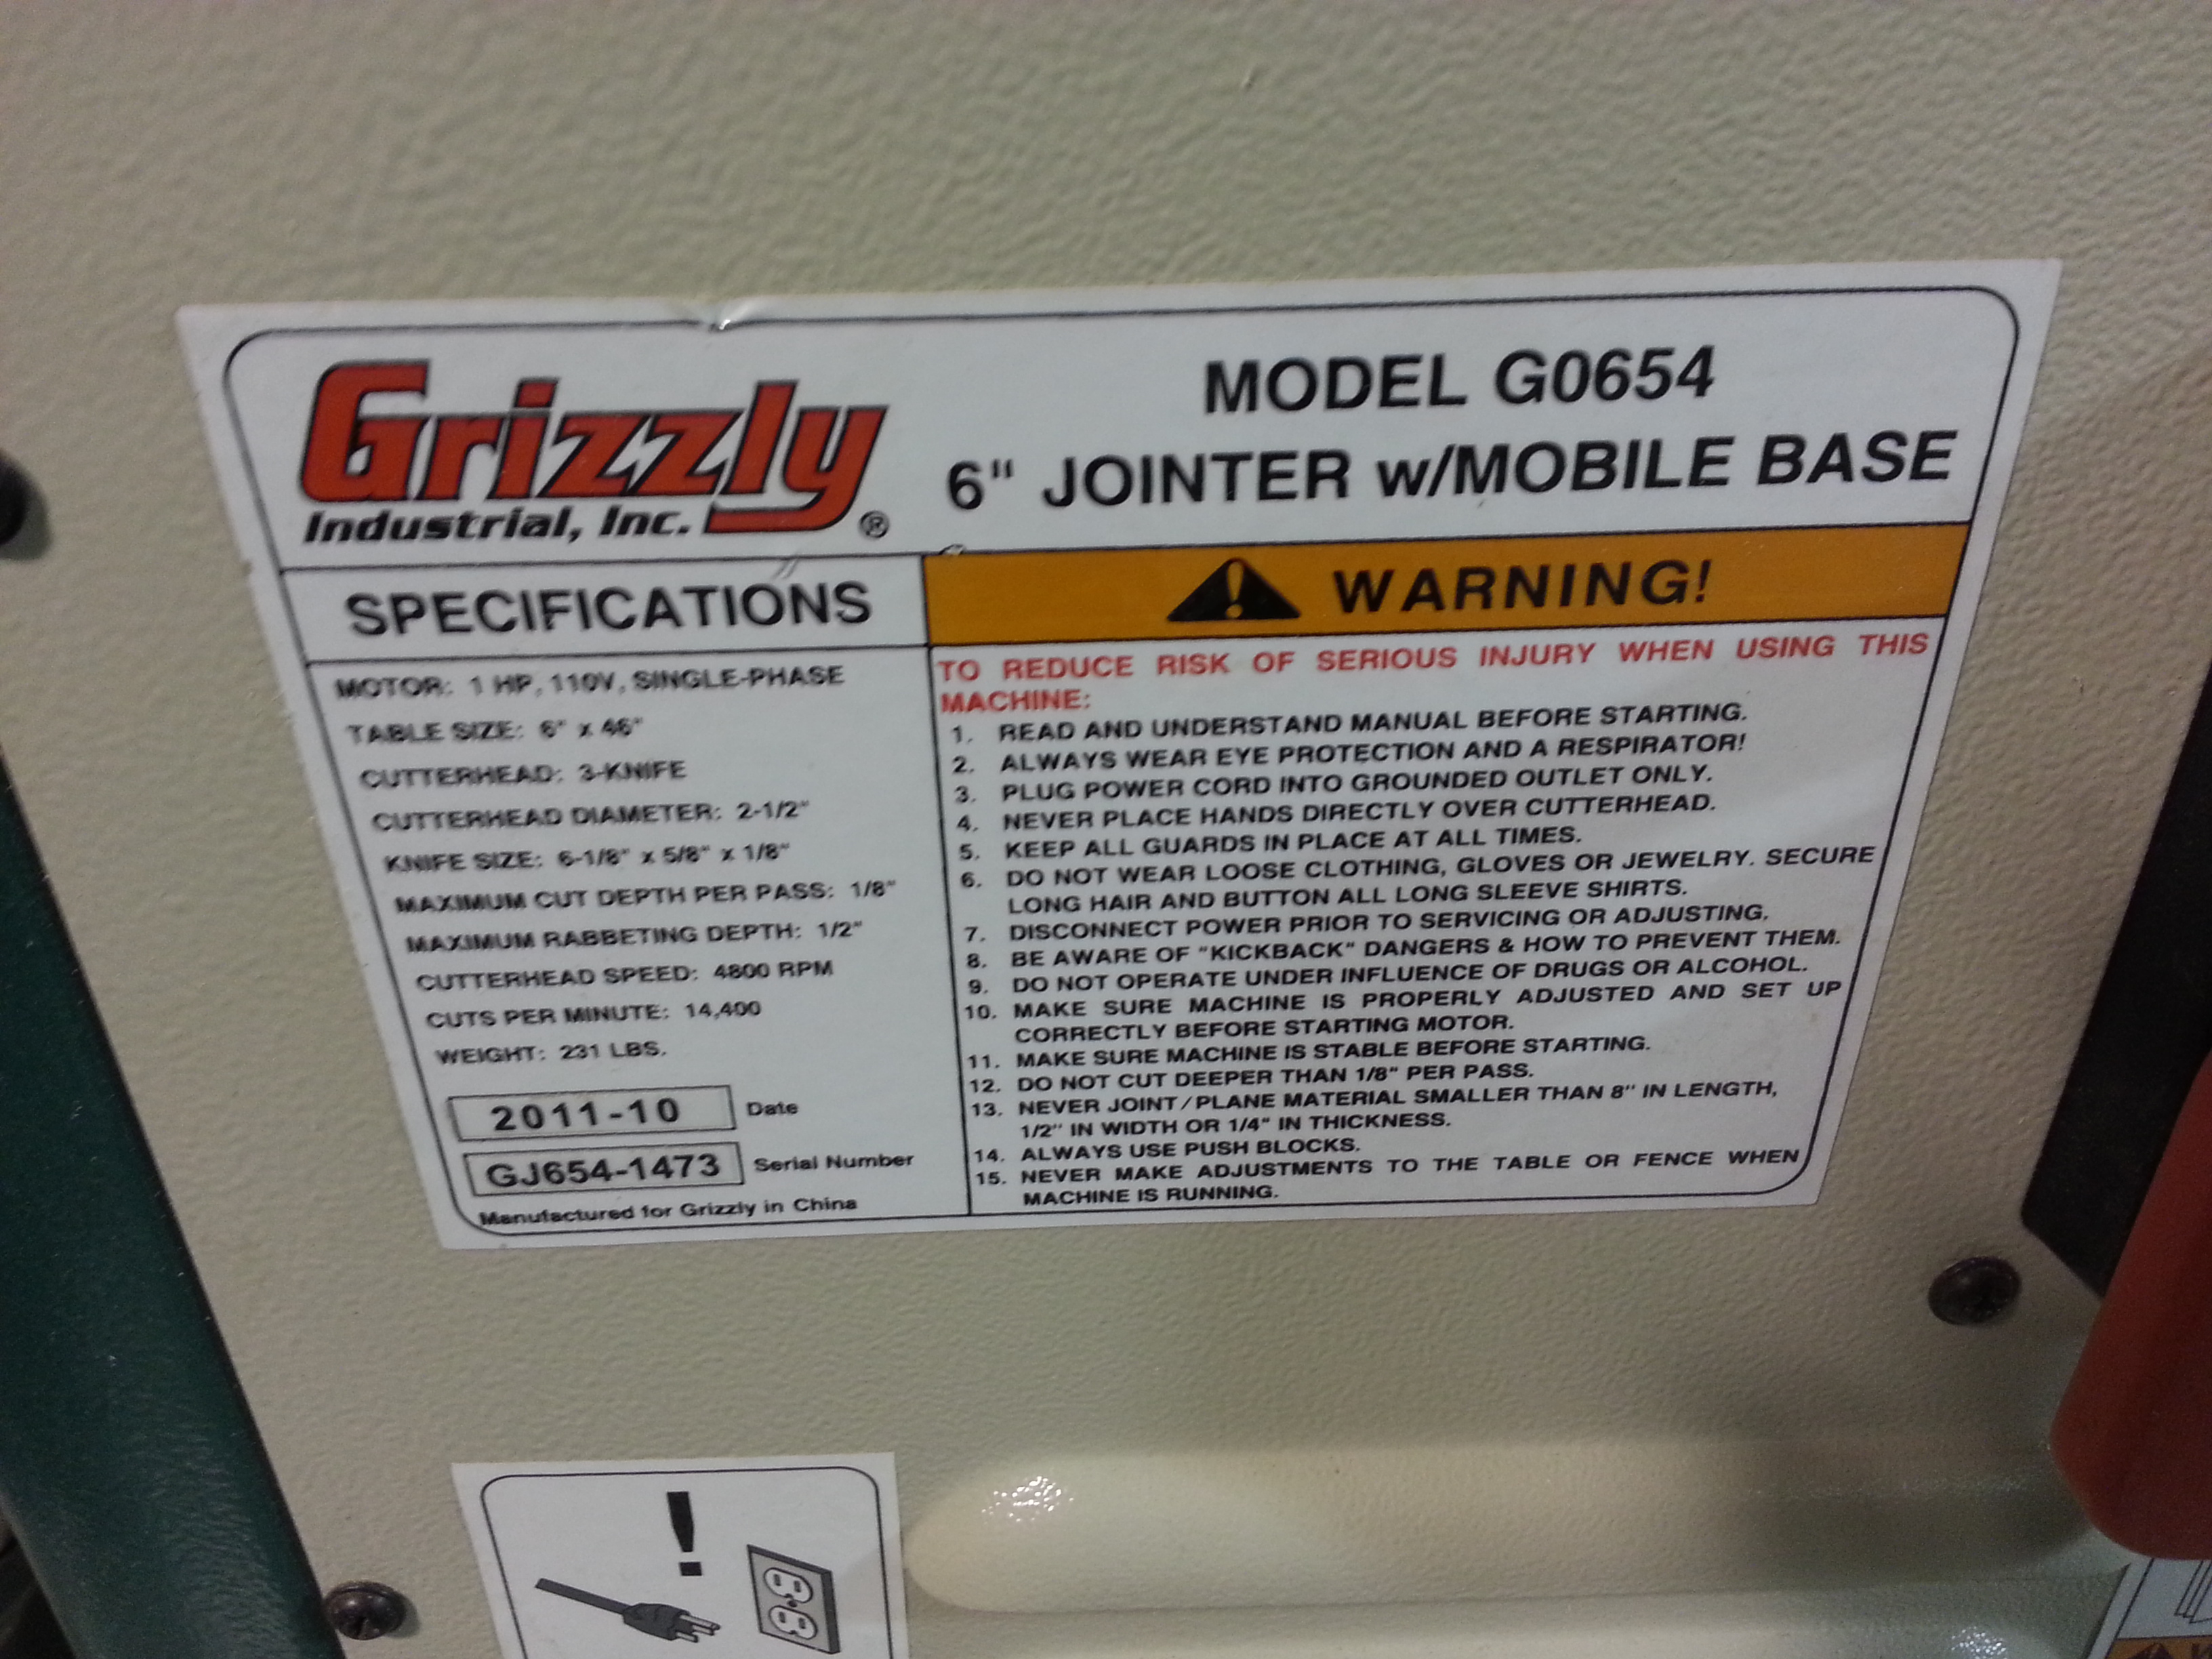 Grizzly
Industrial, Inc. ®
MODEL G0654
6" JOINTER w/MOBILE BASE
SPECIFICATIONS
MOTOR: 1 HP, 110V, SINGLE-PHASE
TABLE SIZE: 6" x 46"
CUTTERHEAD: 3-KNIFE
CUTTERHEAD DIAMETER: 2-1/2"
KNIFE SIZE: 6-1/8" x 5/8" x 1/8"
MAXIMUM CUT DEPTH PER PASS: 1/8"
MAXIMUM RABBETING DEPTH: 1/2"
CUTTERHEAD SPEED: 4800 RPM
CUTS PER MINUTE: 14,400
WEIGHT: 231 LBS.
2011-10 Date
GJ654-1473 Serial Number
Manufactured for Grizzly in China
! WARNING!
TO REDUCE RISK OF SERIOUS INJURY WHEN USING THIS
MACHINE:
1. READ AND UNDERSTAND MANUAL BEFORE STARTING.
2. ALWAYS WEAR EYE PROTECTION AND A RESPIRATOR!
3. PLUG POWER CORD INTO GROUNDED OUTLET ONLY.
4. NEVER PLACE HANDS DIRECTLY OVER CUTTERHEAD.
5. KEEP ALL GUARDS IN PLACE AT ALL TIMES.
6. DO NOT WEAR LOOSE CLOTHING, GLOVES OR JEWELRY. SECURE
LONG HAIR AND BUTTON ALL LONG SLEEVE SHIRTS.
7. DISCONNECT POWER PRIOR TO SERVICING OR ADJUSTING.
8. BE AWARE OF "KICKBACK" DANGERS & HOW TO PREVENT THEM.
9. DO NOT OPERATE UNDER INFLUENCE OF DRUGS OR ALCOHOL.
10. MAKE SURE MACHINE IS PROPERLY ADJUSTED AND SET UP
CORRECTLY BEFORE STARTING MOTOR.
11. MAKE SURE MACHINE IS STABLE BEFORE STARTING.
12. DO NOT CUT DEEPER THAN 1/8" PER PASS.
13. NEVER JOINT/PLANE MATERIAL SMALLER THAN 8" IN LENGTH,
1/2" IN WIDTH OR 1/4" IN THICKNESS.
14. ALWAYS USE PUSH BLOCKS.
15. NEVER MAKE ADJUSTMENTS TO THE TABLE OR FENCE WHEN
MACHINE IS RUNNING.
!